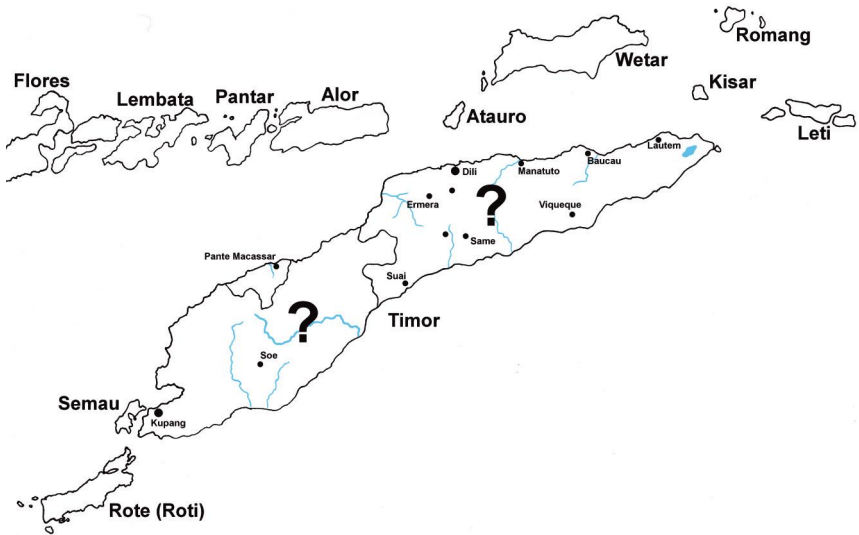 Romang
Wetar
Flores
Kisar
Lembata
Pantar
Alor
Atauro
Leti
Lautem
Baucau
Dili
Manatuto
Ermera
?
Viqueque
Same
Pante Macassar
Suai
?
Timor
Soe
Semau
Kupang
Rote (Roti)